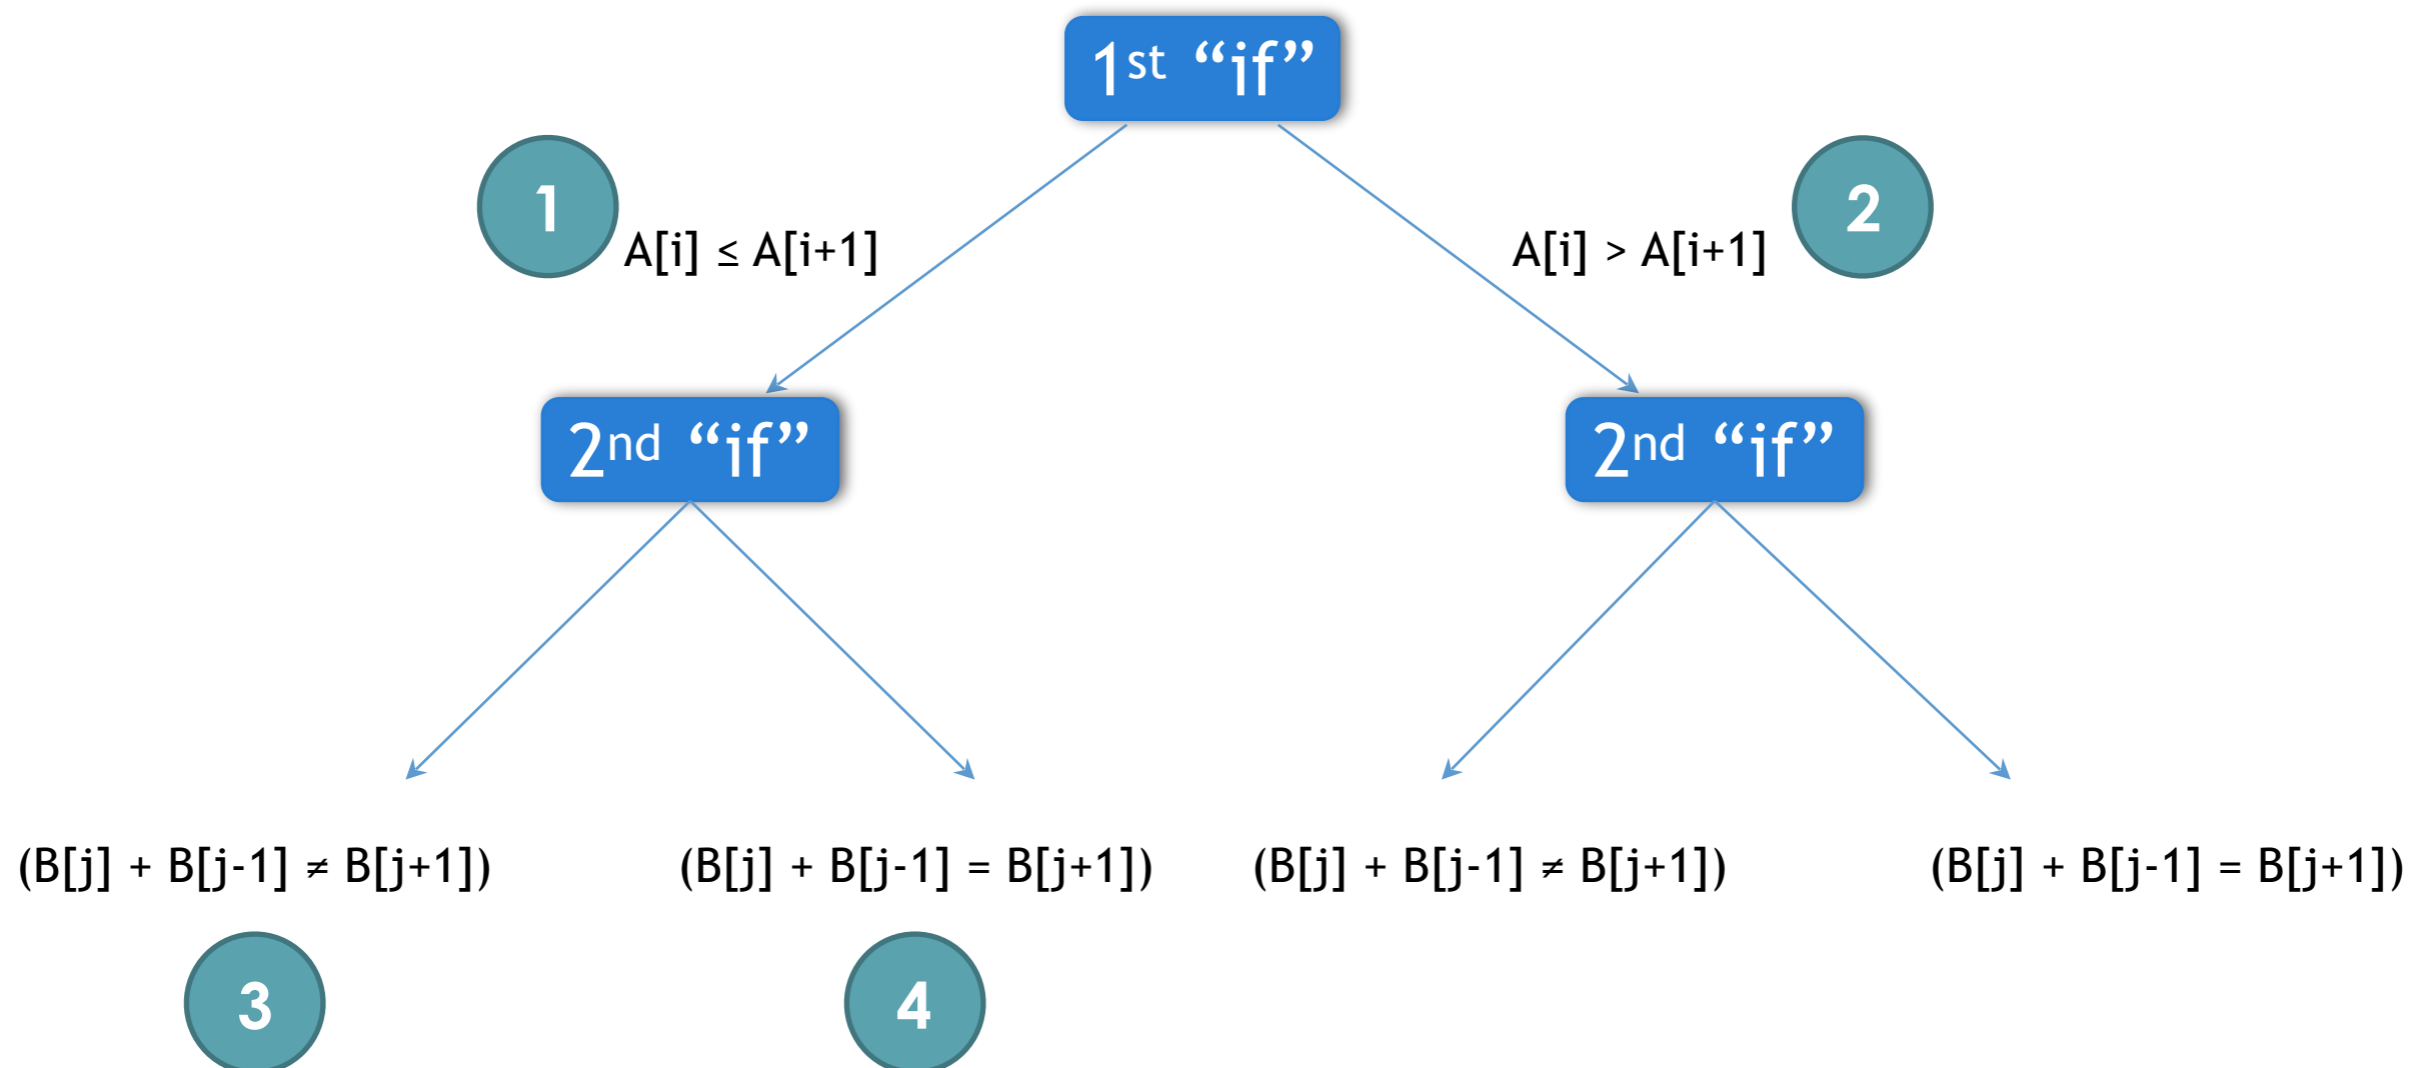 1st “if”
1
A[i] ≤ A[i+1]
A[i] > A[i+1]
2
2nd “if”
2nd “if”
(B[j] + B[j-1] ≠ B[j+1])
(B[j] + B[j-1] = B[j+1])
(B[j] + B[j-1] ≠ B[j+1])
(B[j] + B[j-1] = B[j+1])
3
4